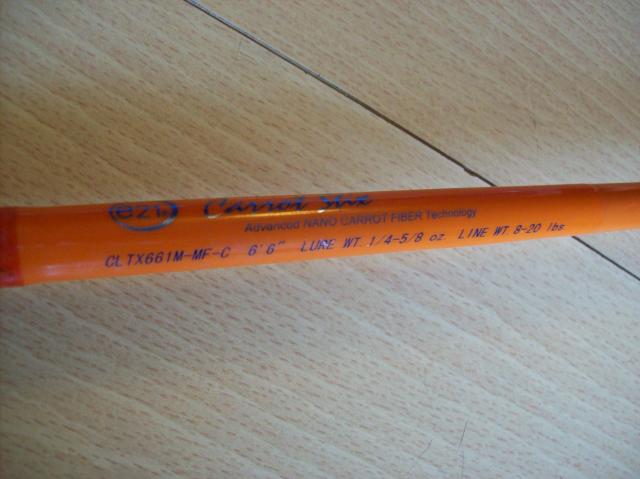 Carrot Stix
Advanced NANO CARROT FIBER Technology
CLTX661M-MF-C 6'6" LURE WT. 1/4-5/8 oz. LINE WT. 8-20 lbs.